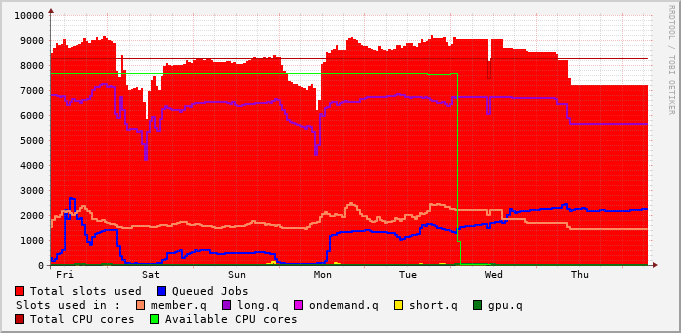 10000
9000
8000
7000
6000
5000
4000
3000
2000
1000
0
Fri Sat Sun Mon Tue Wed Thu
RRDTOOL / TOBI OETIKER
Total slots used Queued Jobs
Slots used in : member.q long.q ondemand.q short.q gpu.q
Total CPU cores Available CPU cores